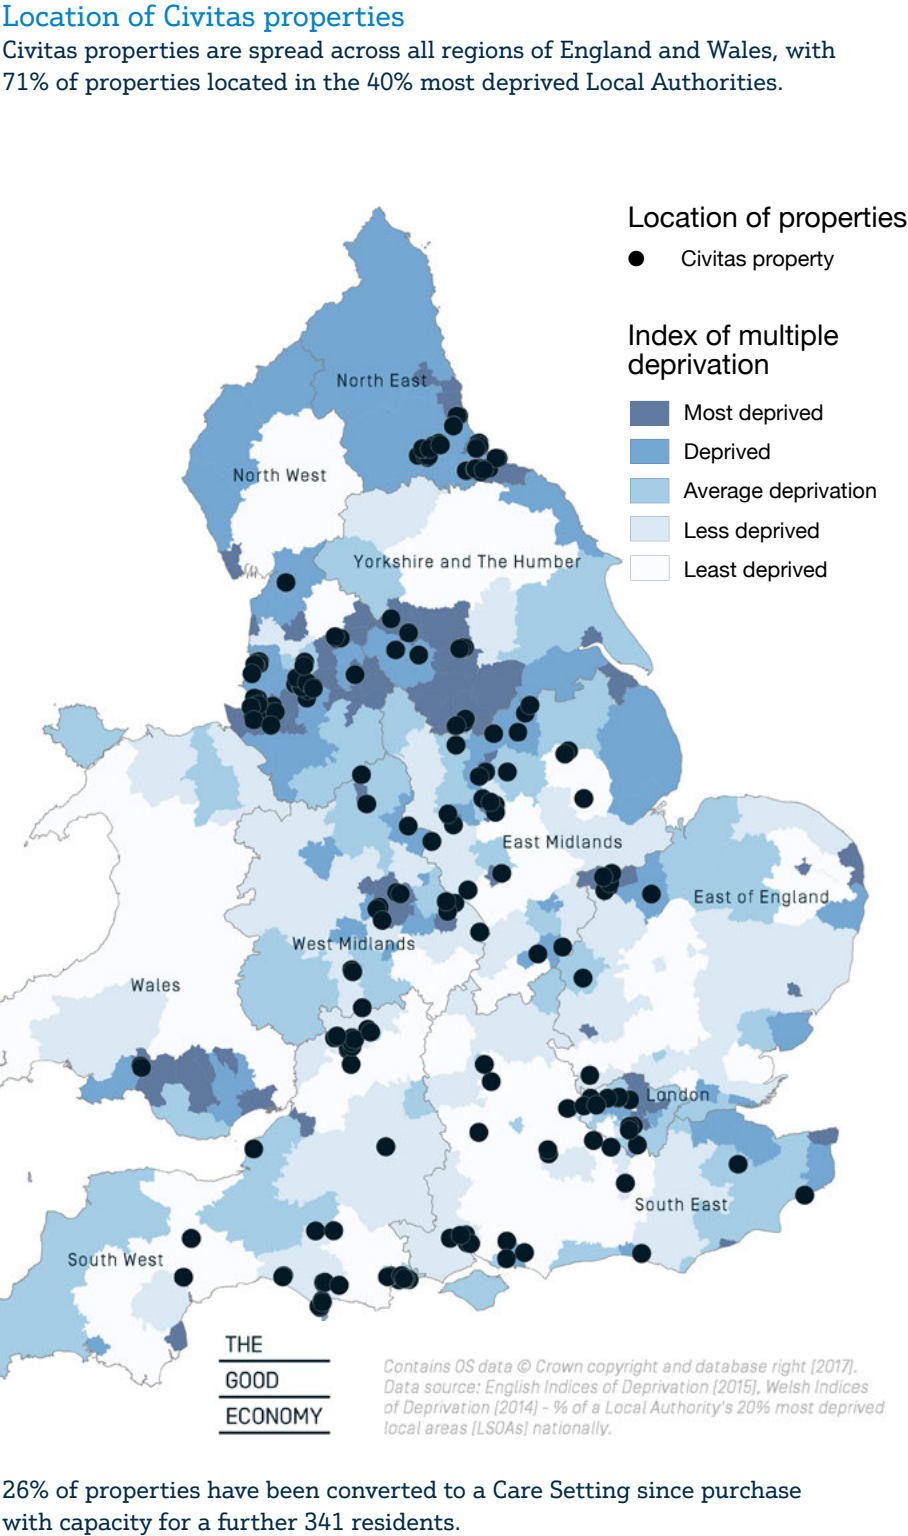 Location of Civitas properties
Civitas properties are spread across all regions of England and Wales, with
71% of properties located in the 40% most deprived Local Authorities.
Location of properties
Civitas property
Index of multiple
deprivation
Most deprived
Deprived
Average deprivation
Less deprived
Least deprived
North East
North West
Yorkshire and The Humber
East Midlands
East of England
West Midlands
Wales
London
South East
South West
THE
GOOD
ECONOMY
Contains OS data © Crown copyright and database right [2017].
Data source: English Indices of Deprivation [2015], Welsh Indices
of Deprivation [2014] - % of a Local Authority's 20% most deprived
local areas [LSOAs] nationally.
26% of properties have been converted to a Care Setting since purchase
with capacity for a further 341 residents.